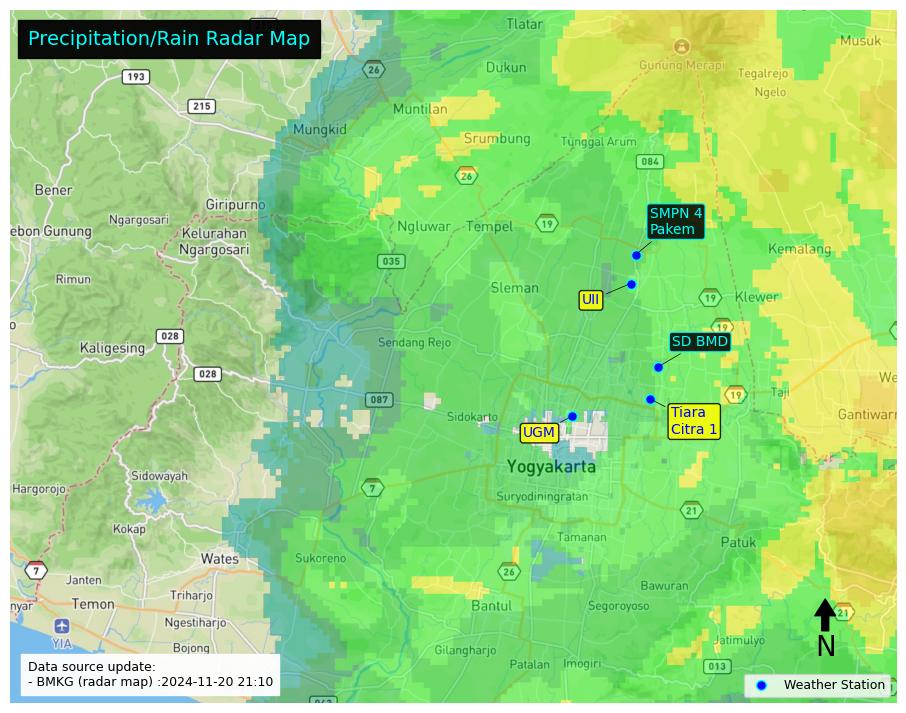 Precipitation/Rain Radar Map
Tlatar
Musuk
26
Gunung Merapi
193
Dukun
Tegalrejo
Ngelo
215
Muntilan
Mungkid
Srumbung
Tunggal Arum
084
26
Bener
Giripurno
SMPN 4
Pakem
Ngargosari
Ngluwar
Tempel
19
ebon Gunung
Kelurahan
Ngargosari
Kemalang
035
Rimun
Sleman
UII
19
Klewer
19
028
Sendang Rejo
SD BMD
Kaligesing
028
We
087
19
Taji
Sidokarto
Tiara
Citra 1
Gantiwarn
UGM
Yogyakarta
Sidowayah
Hargorojo
7
Suryodiningratan
21
Kokap
Tamanan
Patuk
Wates
Sukoreno
7
26
Janten
Bawuran
Triharjo
nyar
Temon
Bantul
Segoroyoso
21
Ngestiharjo
YIA
N
Bojong
Gilangharjo
Jatimulyo
Patalan
Imogiri
013
Data source update:
- BMKG (radar map) :2024-11-20 21:10
Weather Station